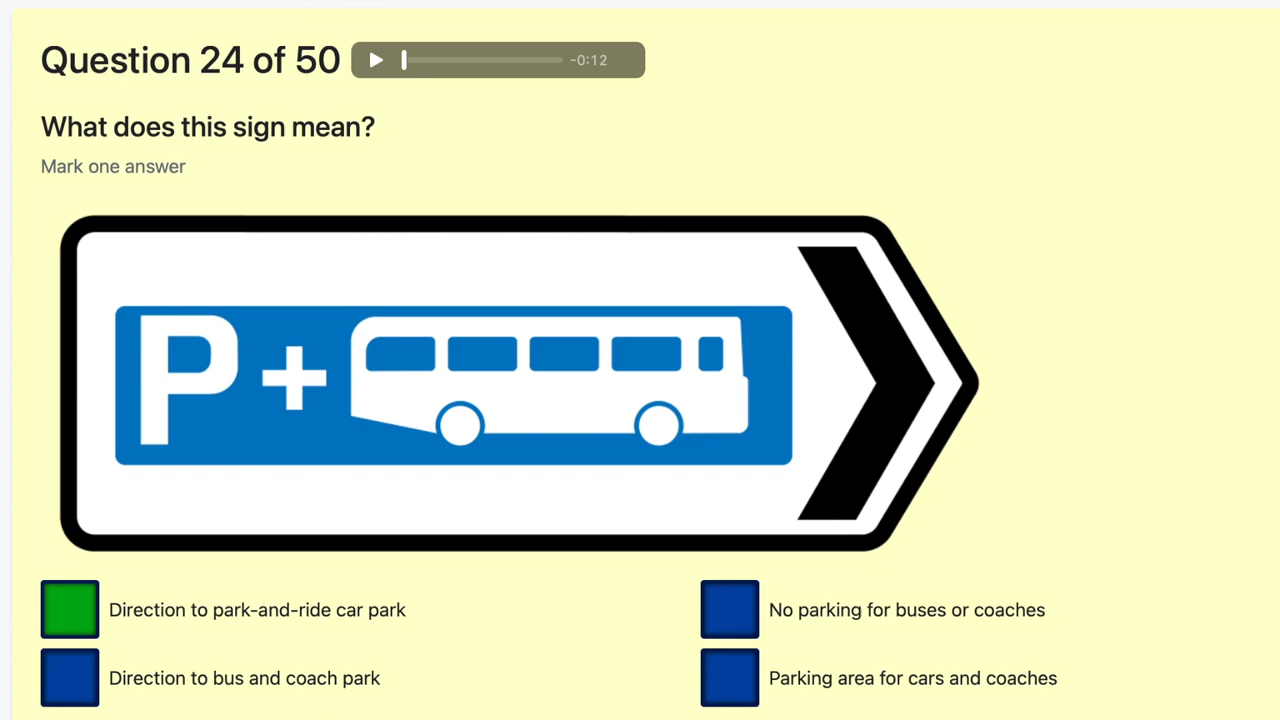 Question 24 of 50
-0:12
What does this sign mean?
Mark one answer
P+
Direction to park-and-ride car park
No parking for buses or coaches
Direction to bus and coach park
Parking area for cars and coaches